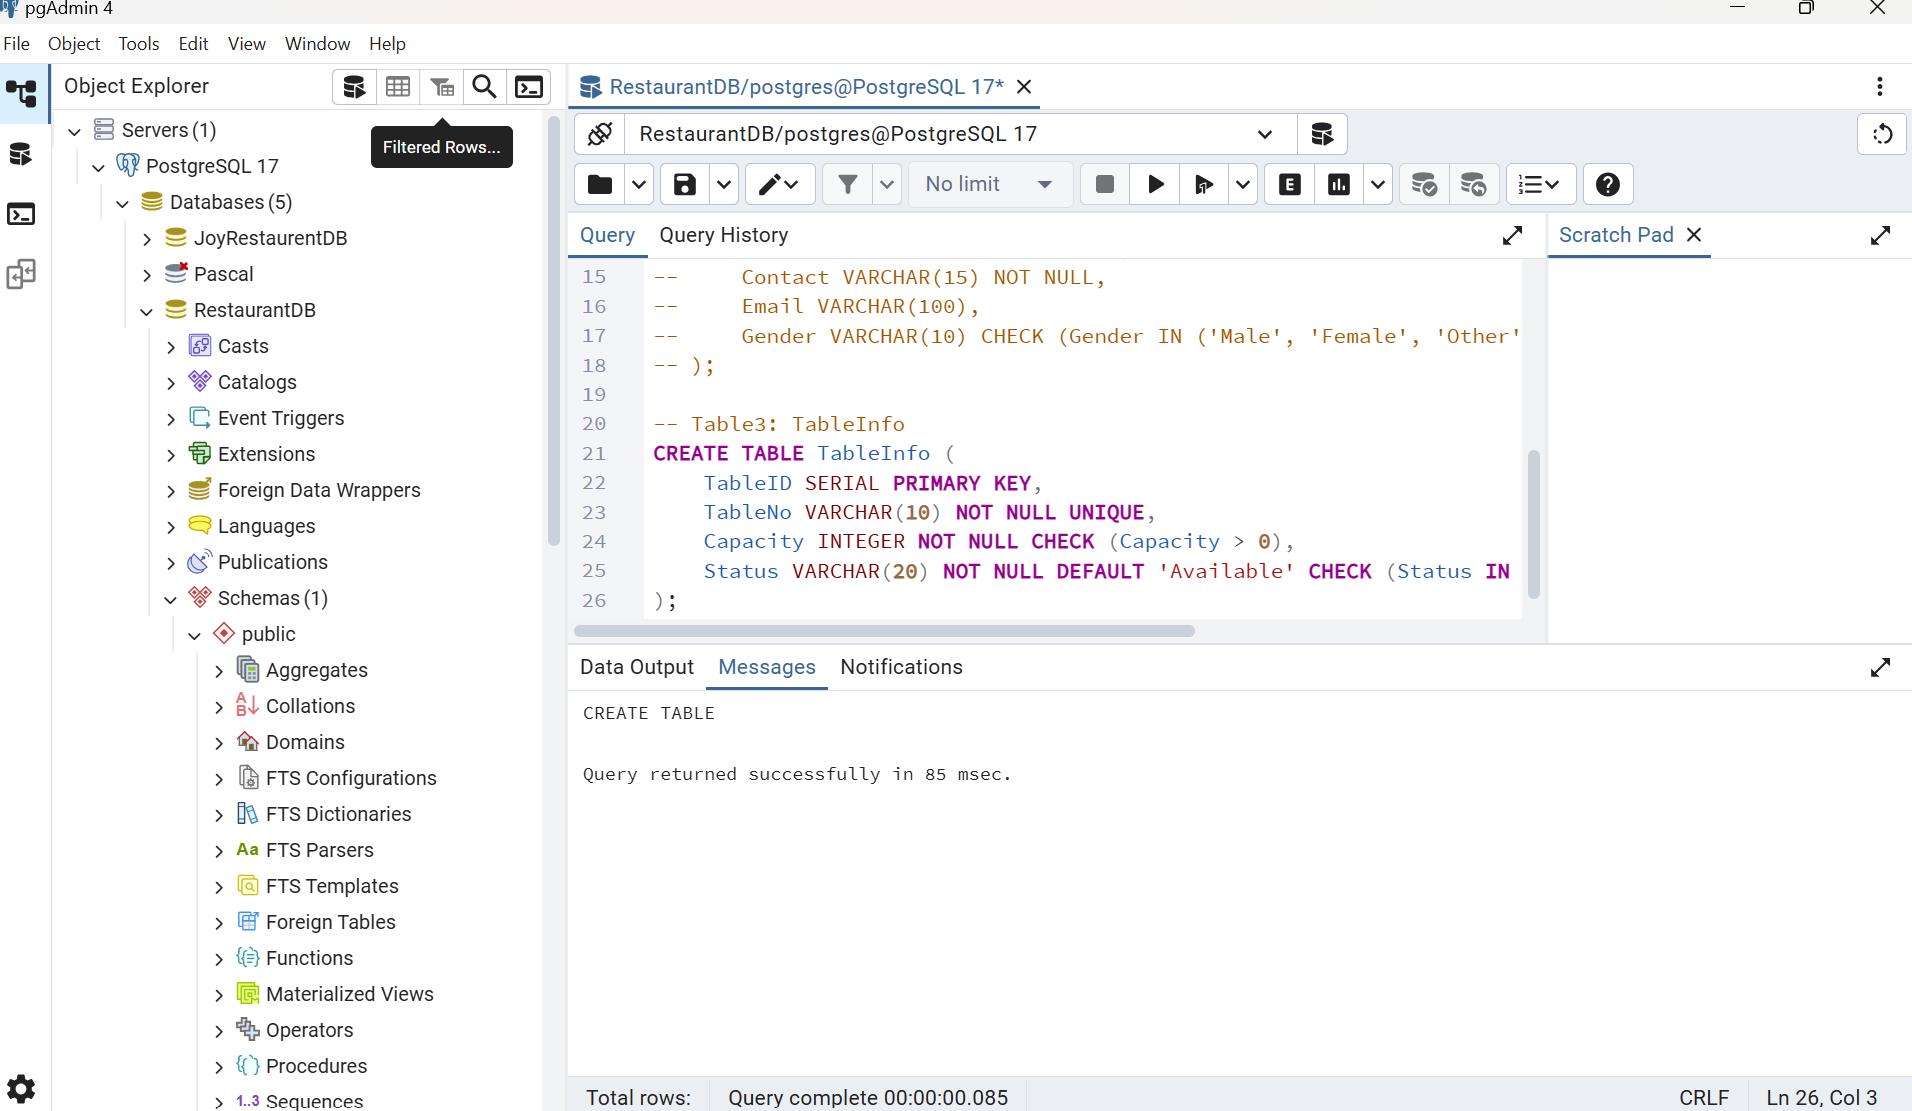 pgAdmin 4
File Object Tools Edit View Window Help
Object Explorer
Filtered Rows...
Servers (1)
PostgreSQL 17
Databases (5)
JoyRestaurentDB
Pascal
RestaurantDB
Casts
Catalogs
Event Triggers
Extensions
Foreign Data Wrappers
Languages
Publications
Schemas (1)
public
Aggregates
Collations
Domains
FTS Configurations
FTS Dictionaries
Aa FTS Parsers
FTS Templates
Foreign Tables
Functions
Materialized Views
Operators
Procedures
1..3 Sequences
RestaurantDB/postgres@PostgreSQL 17*
RestaurantDB/postgres@PostgreSQL 17
No limit
E
Query Query History
Scratch Pad
15 -- Contact VARCHAR(15) NOT NULL,
16 -- Email VARCHAR(100),
17 -- Gender VARCHAR(10) CHECK (Gender IN ('Male', 'Female', 'Other'
18 -- );
19
20 -- Table3: TableInfo
21 CREATE TABLE TableInfo (
22 TableID SERIAL PRIMARY KEY,
23 TableNo VARCHAR(10) NOT NULL UNIQUE,
24 Capacity INTEGER NOT NULL CHECK (Capacity > 0),
25 Status VARCHAR(20) NOT NULL DEFAULT 'Available' CHECK (Status IN
26 );
Data Output Messages Notifications
CREATE TABLE
Query returned successfully in 85 msec.
Total rows: Query complete 00:00:00.085 CRLF Ln 26, Col 3